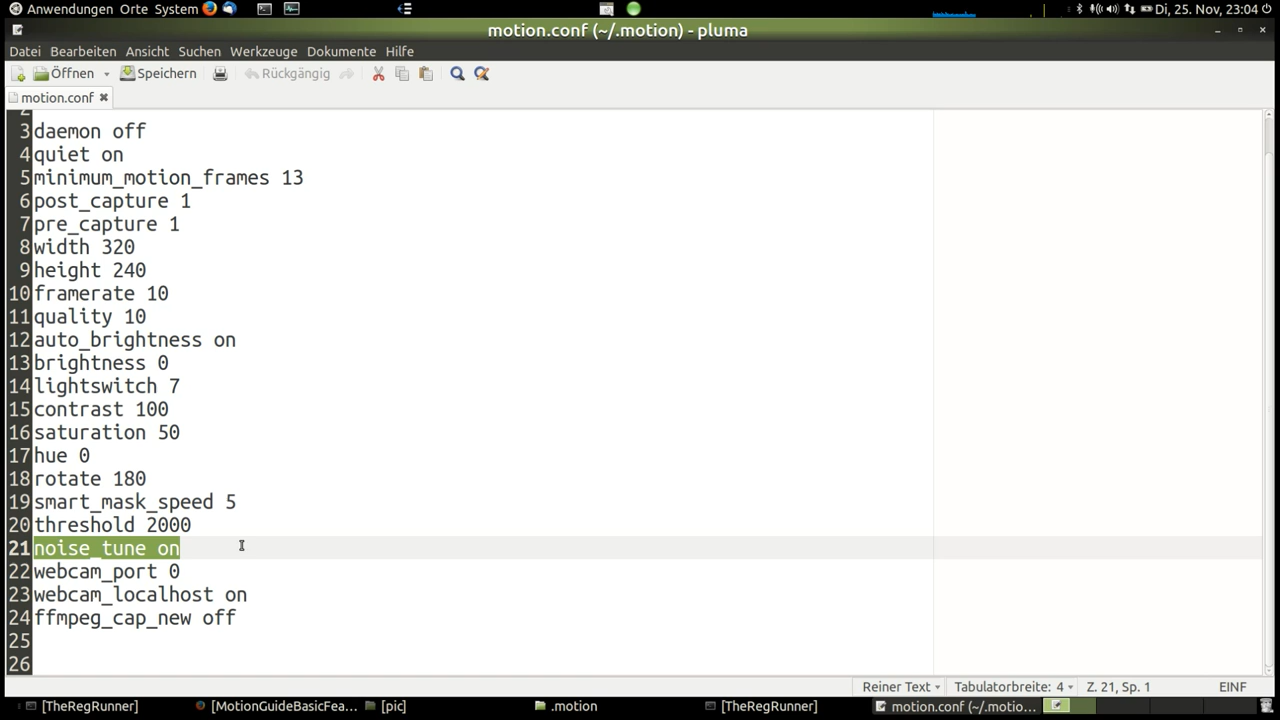 Anwendungen Orte System
Di, 25. Nov, 23:04
motion.conf (~/.motion) - pluma
Datei Bearbeiten Ansicht Suchen Werkzeuge Dokumente Hilfe
Öffnen Speichern Rückgängig
motion.conf
2
3 daemon off
4 quiet on
5 minimum_motion_frames 13
6 post_capture 1
7 pre_capture 1
8 width 320
9 height 240
10 framerate 10
11 quality 10
12 auto_brightness on
13 brightness 0
14 lightswitch 7
15 contrast 100
16 saturation 50
17 hue 0
18 rotate 180
19 smart_mask_speed 5
20 threshold 2000
21 noise_tune on
22 webcam_port 0
23 webcam_localhost on
24 ffmpeg_cap_new off
25
26
Reiner Text Tabulatorbreite: 4 Z. 21, Sp. 1 EINF
[TheRegRunner] [MotionGuideBasicFea... [pic] .motion [TheRegRunner] motion.conf (~/.motio...